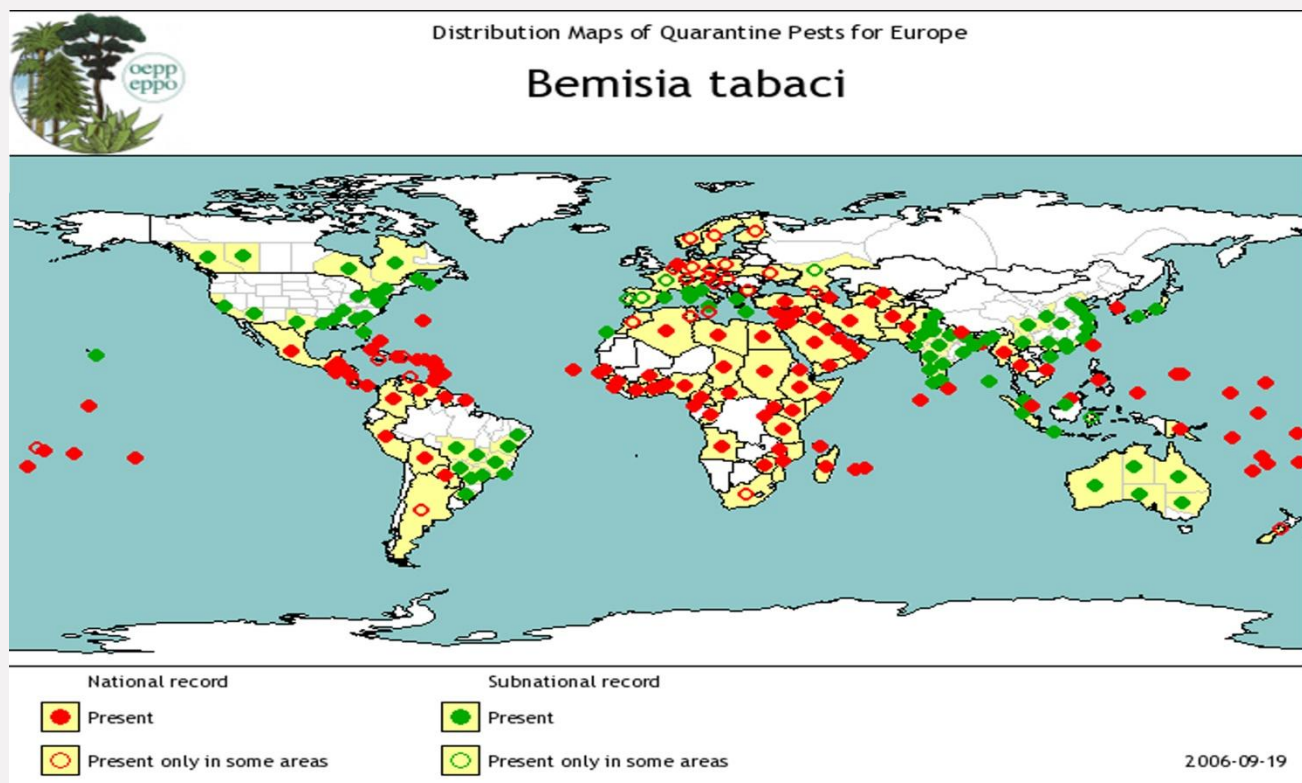 Distribution Maps of Quarantine Pests for Europe
oepp
eppo
Bemisia tabaci
National record
Subnational record
Present
Present
Present only in some areas
Present only in some areas
2006-09-19